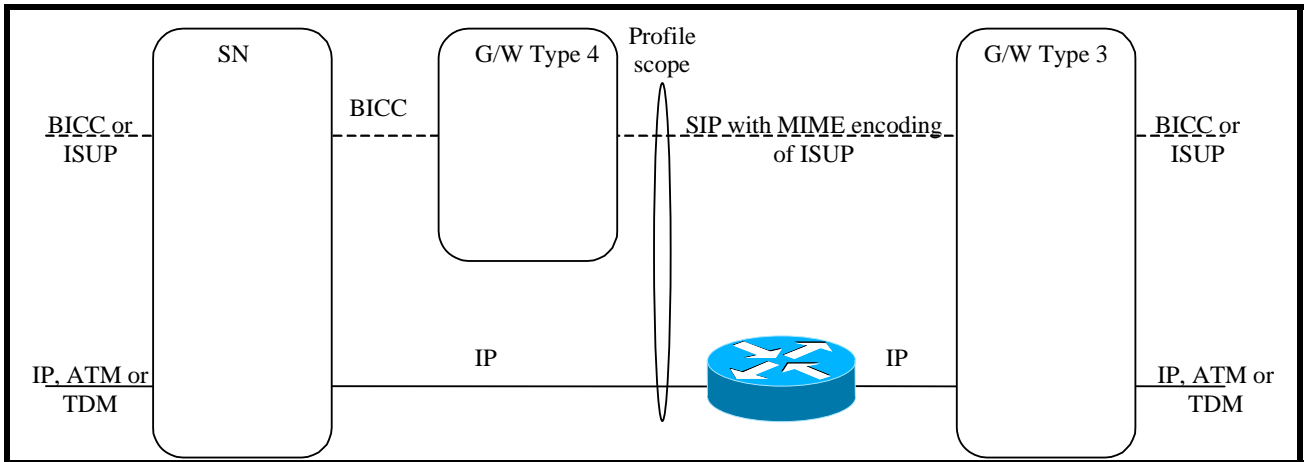 SN
G/W Type 4
Profile
scope
G/W Type 3
BICC
BICC or
ISUP
SIP with MIME encoding
of ISUP
BICC or
ISUP
IP
IP
IP, ATM or
TDM
IP, ATM or
TDM